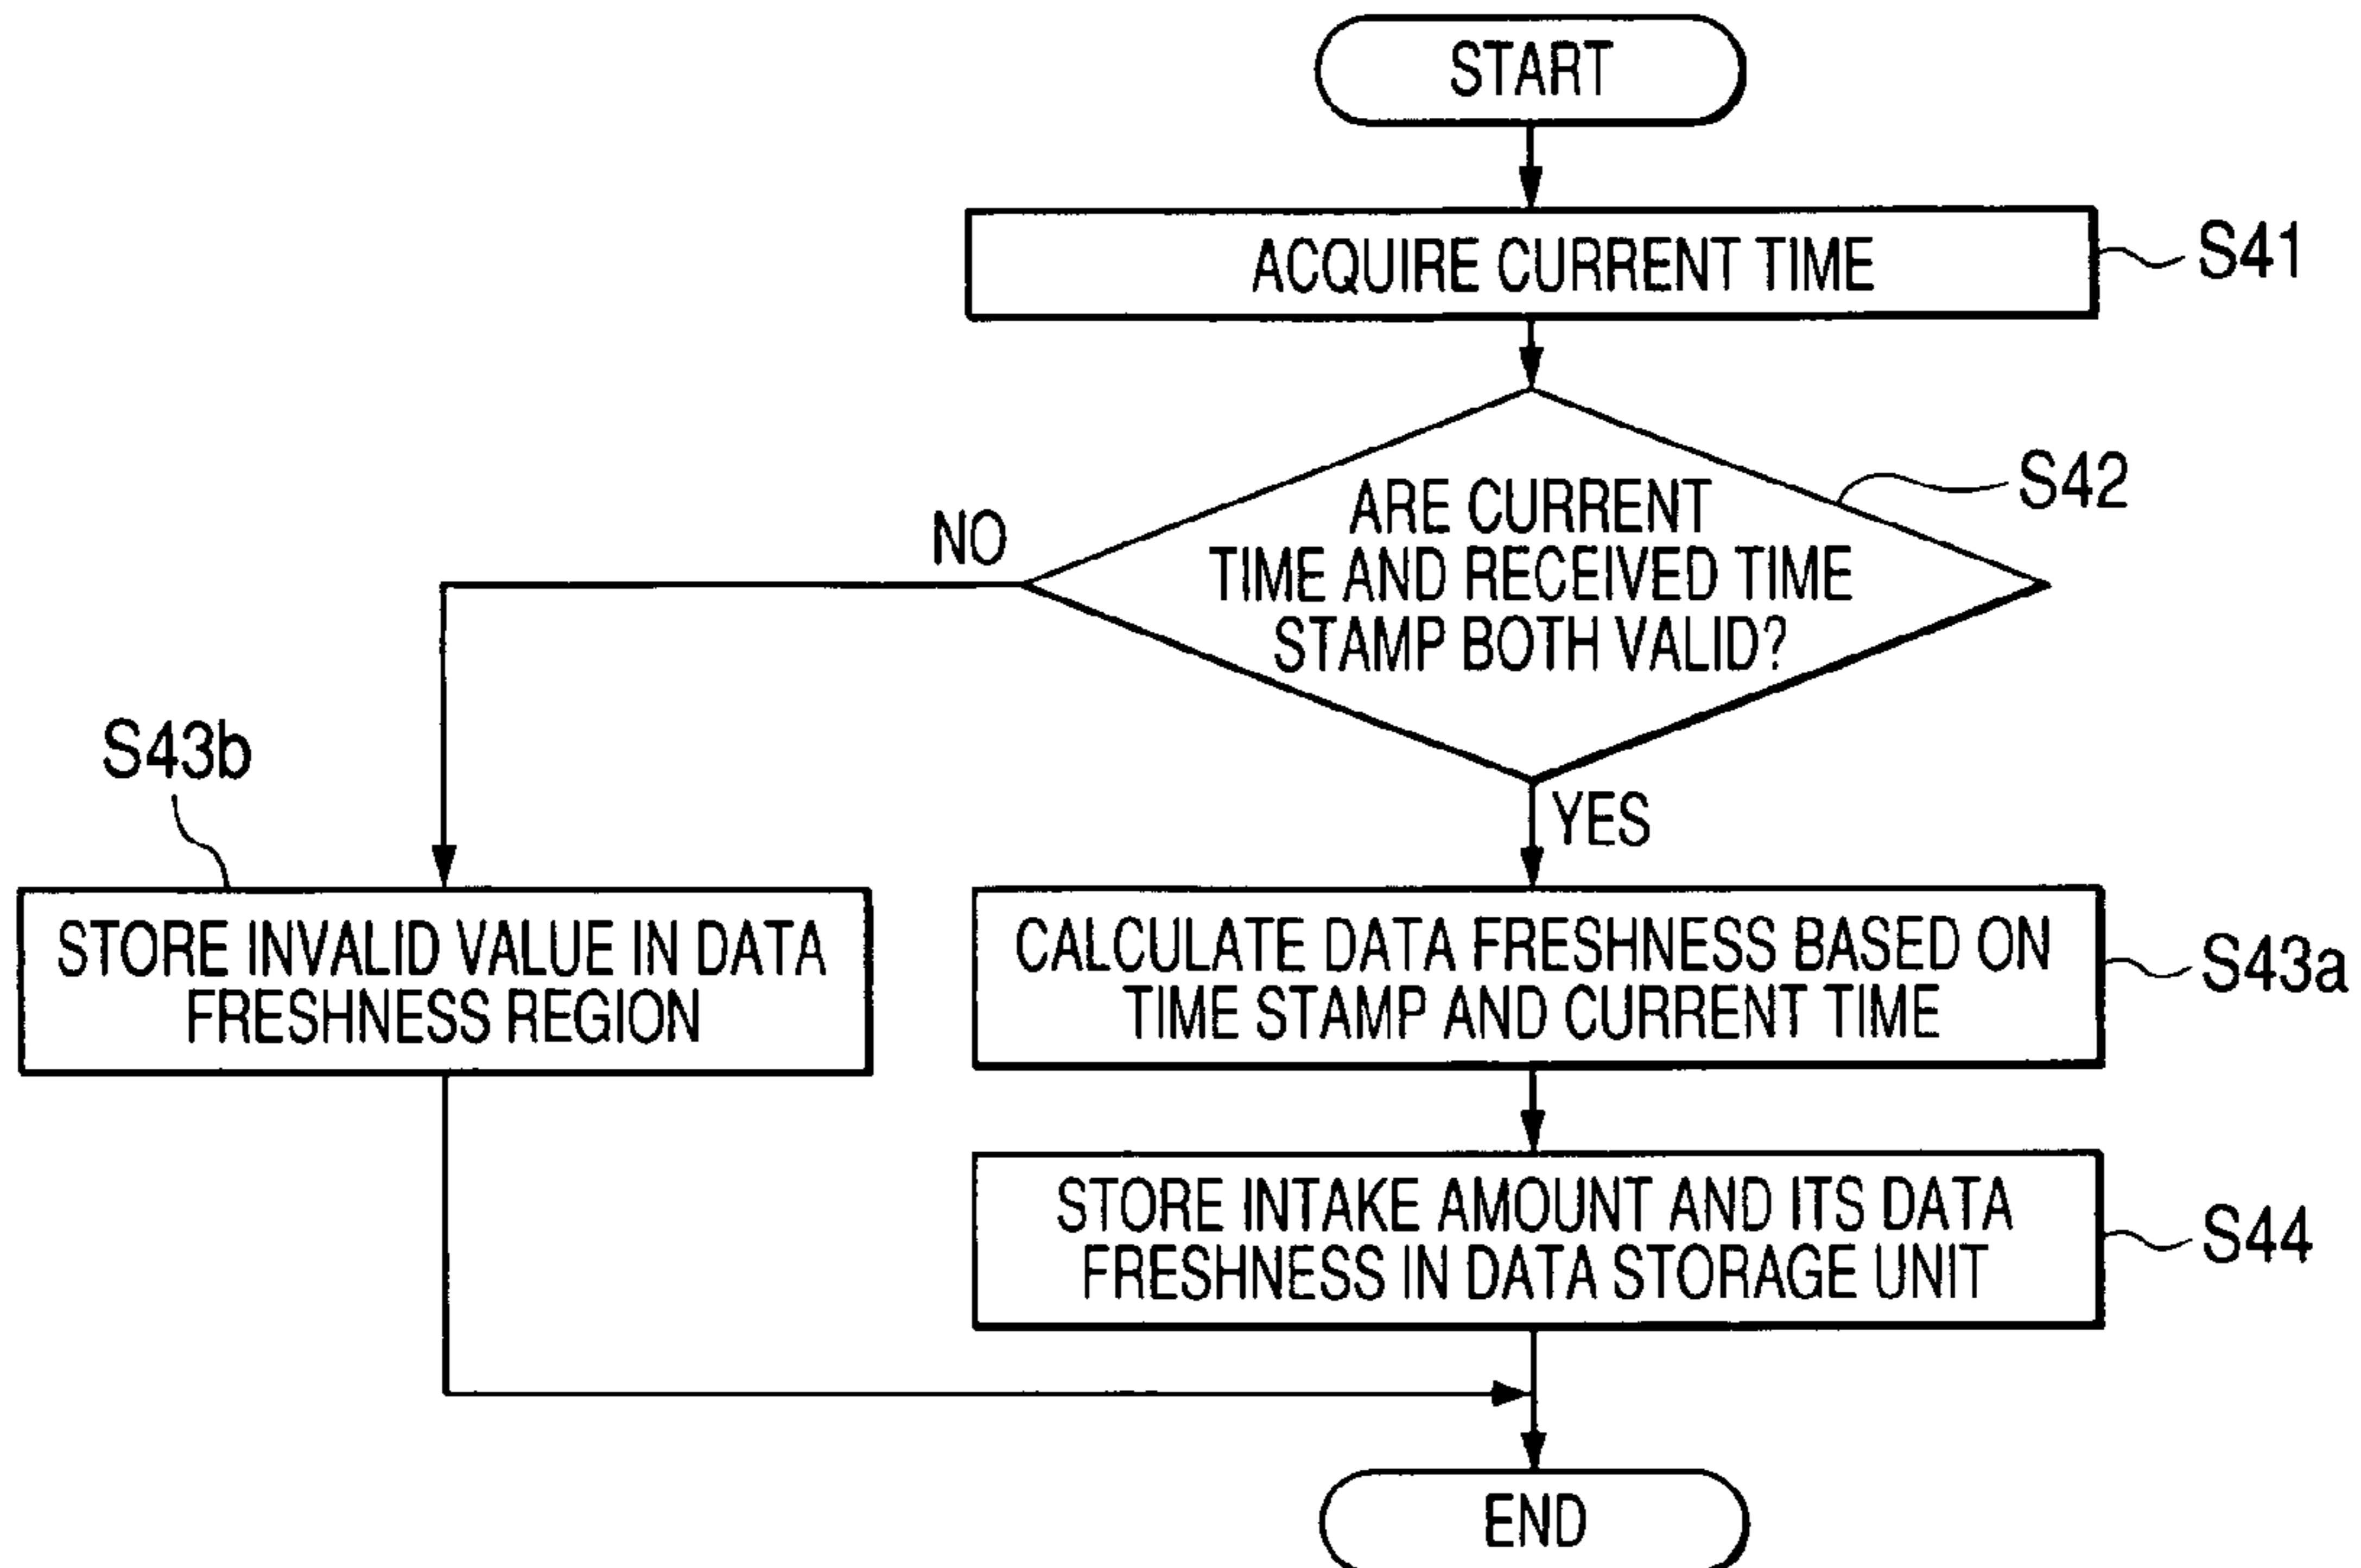 START
ACQUIRE CURRENT TIME
S41
ARE CURRENT
TIME AND RECEIVED TIME
STAMP BOTH VALID?
S42
NO
YES
S43b
STORE INVALID VALUE IN DATA
FRESHNESS REGION
CALCULATE DATA FRESHNESS BASED ON
TIME STAMP AND CURRENT TIME
S43a
STORE INTAKE AMOUNT AND ITS DATA
FRESHNESS IN DATA STORAGE UNIT
S44
END